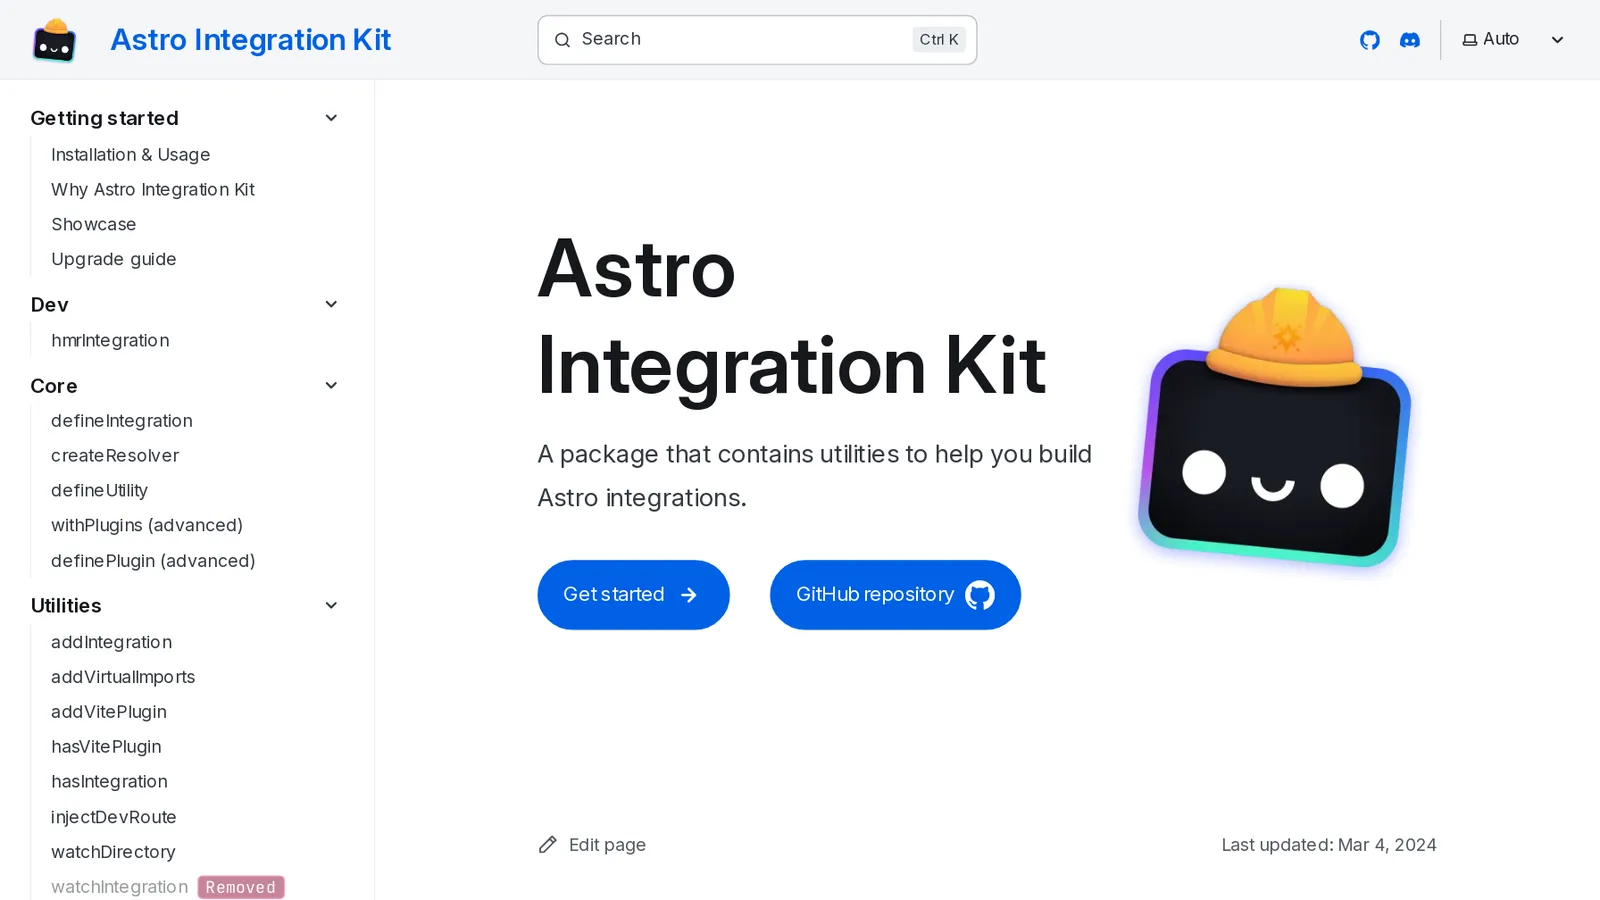 Astro Integration Kit
Search
Ctrl K
Auto
Getting started
Installation & Usage
Why Astro Integration Kit
Showcase
Upgrade guide
Dev
hmrIntegration
Core
defineIntegration
createResolver
defineUtility
withPlugins (advanced)
definePlugin (advanced)
Utilities
addIntegration
addVirtualImports
addVitePlugin
hasVitePlugin
hasIntegration
injectDevRoute
watchDirectory
watchIntegration Removed
Astro
Integration Kit
A package that contains utilities to help you build
Astro integrations.
Get started
GitHub repository
Edit page
Last updated: Mar 4, 2024